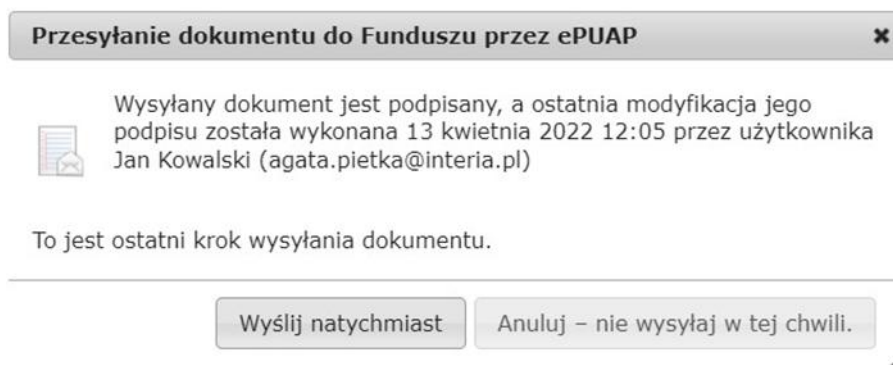 Przesyłanie dokumentu do Funduszu przez ePUAP
Wysyłany dokument jest podpisany, a ostatnia modyfikacja jego
podpisu została wykonana 13 kwietnia 2022 12:05 przez użytkownika
Jan Kowalski (agata.pietka@interia.pl)
To jest ostatni krok wysyłania dokumentu.
Wyślij natychmiast
Anuluj – nie wysyłaj w tej chwili.